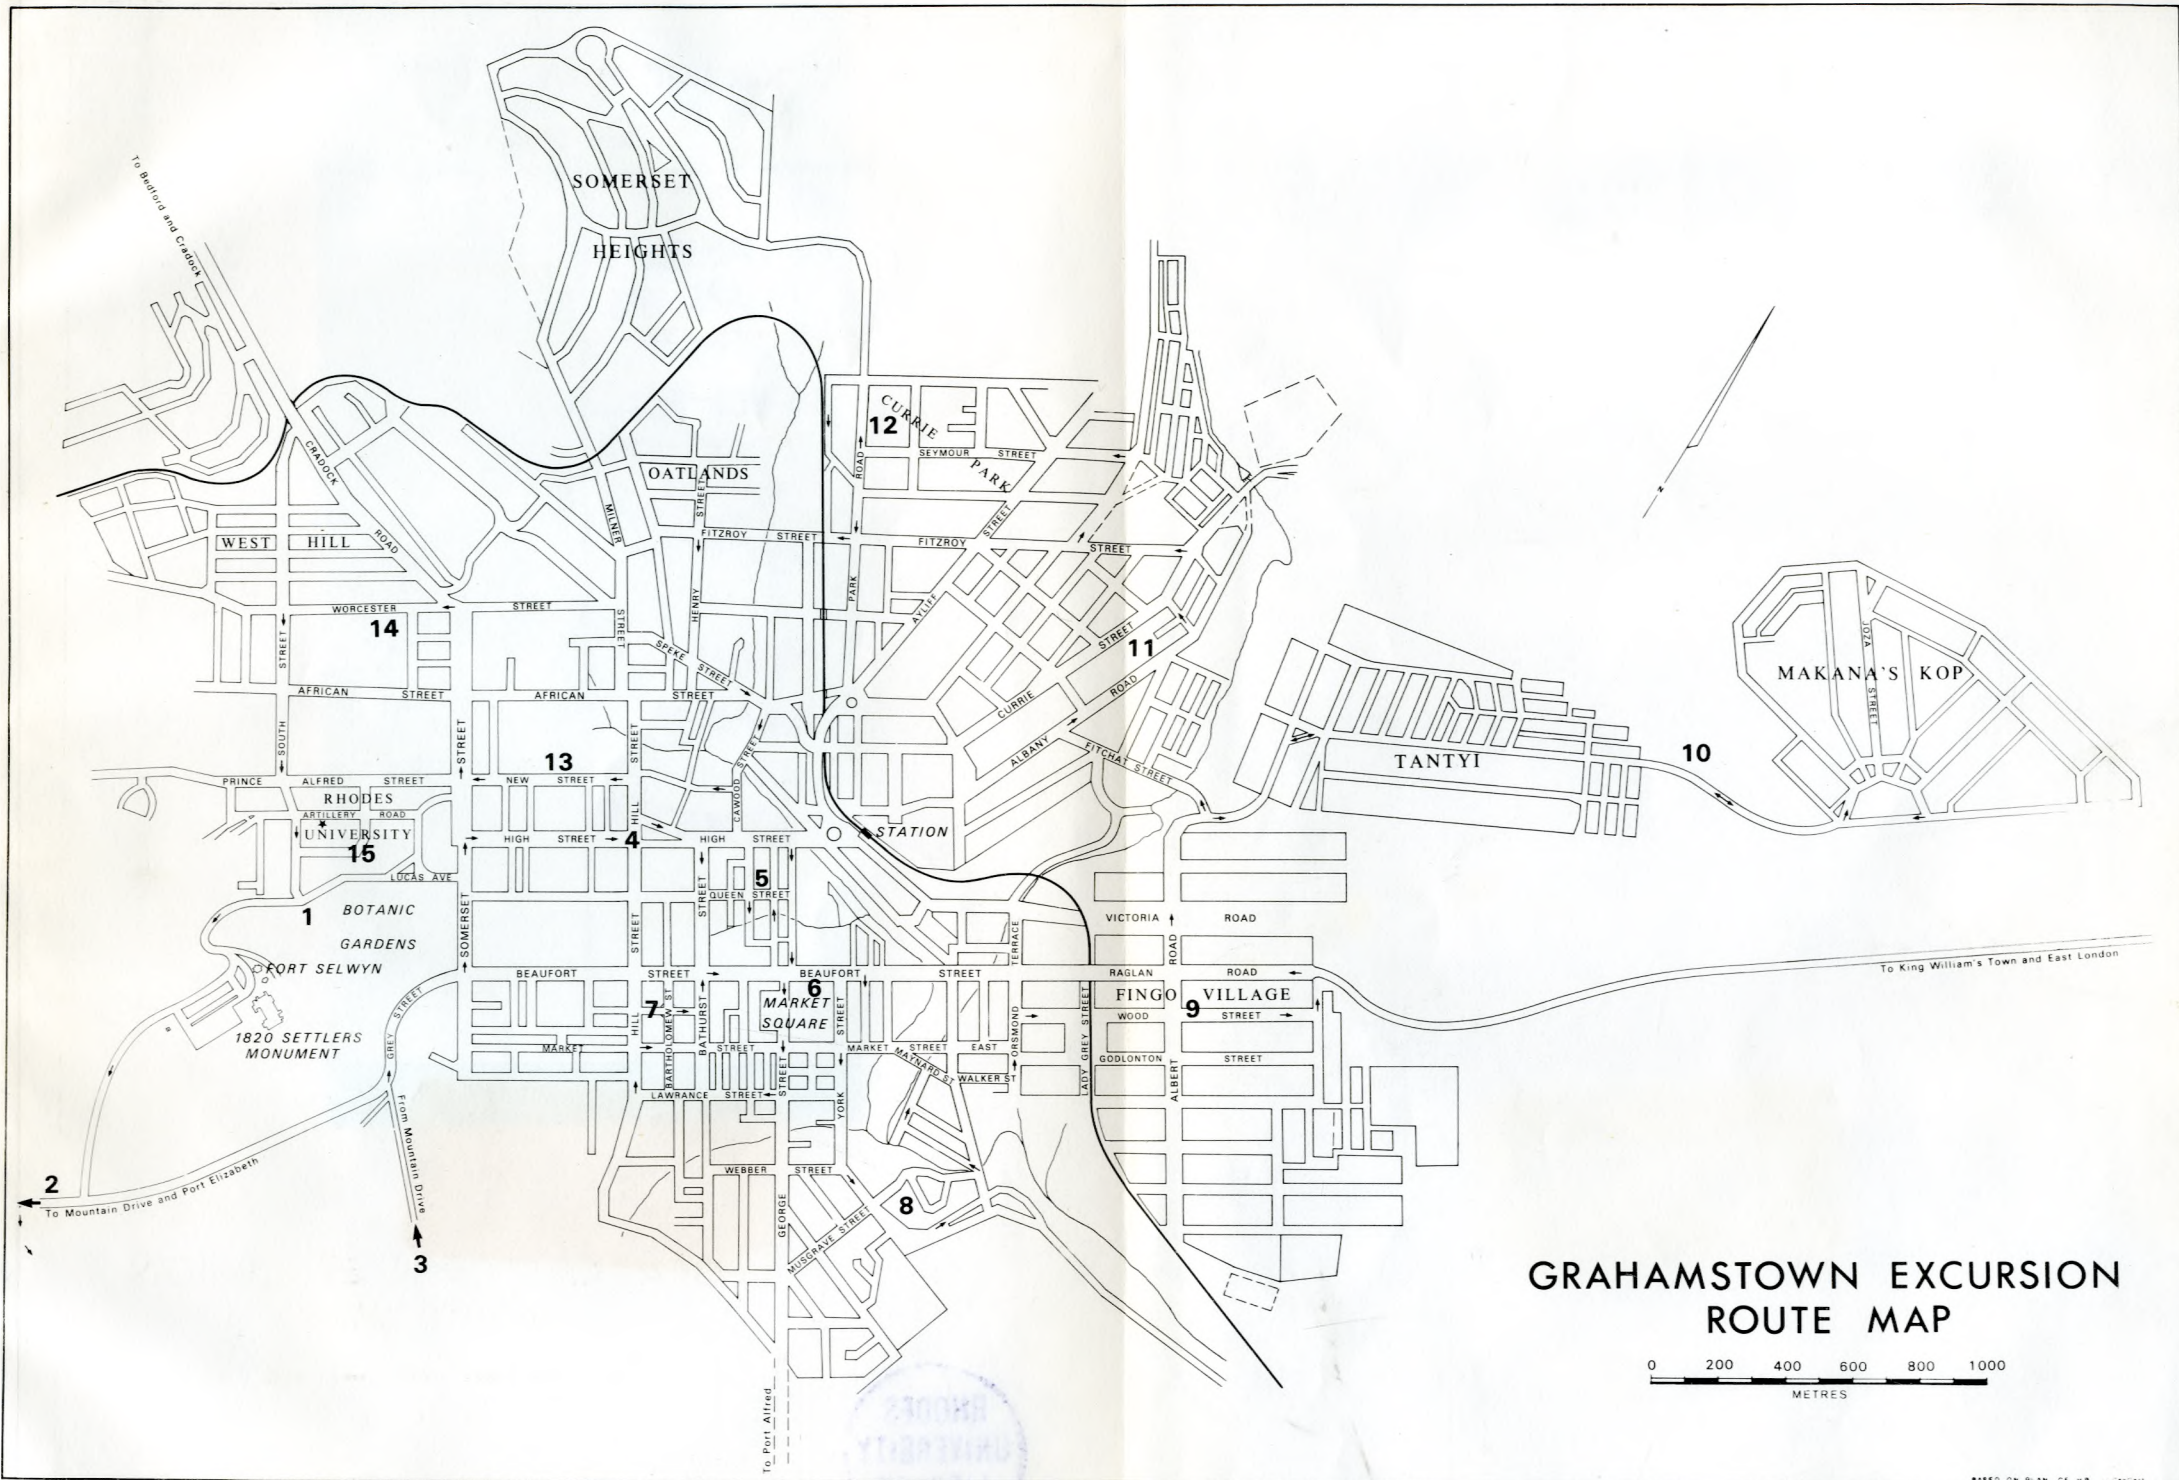 To Bedford and Cradock
SOMERSET
HEIGHTS
CRADOCK
ROAD
OATLANDS
MILNER
STREET
CURRIE
PARK
12
ROAD
SEYMOUR STREET
WEST HILL
FITZROY STREET
FITZROY STREET
STREET
N
WORCESTER STREET
14
STREET
HENRY
PARK
AYLIFF
STREET
11
SPEKE STREET
AFRICAN STREET
AFRICAN STREET
SOUTH
STREET
CURRIE
ALBANY
ROAD
FITCHAT STREET
JOZA
STREET
MAKANA'S KOP
TANTYI
10
13
PRINCE ALFRED STREET
NEW STREET
STREET
HILL
CAWOOD
STREET
RHODES
ARTILLERY ROAD
UNIVERSITY
15
LUCAS AVE
HIGH STREET
4
HIGH STREET
STATION
5
QUEEN STREET
STREET
1
BOTANIC
GARDENS
FORT SELWYN
SOMERSET
STREET
VICTORIA ROAD
TERRACE
ROAD
BEAUFORT STREET
BEAUFORT STREET
RAGLAN ROAD
To King William's Town and East London
6
MARKET
SQUARE
7
FINGO VILLAGE
9
WOOD STREET
1820 SETTLERS
MONUMENT
GREY STREET
HILL
BARTHOLOMEW ST
BATHURST
STREET
STREET
ORSMOND
LADY GREY STREET
MARKET STREET
MARKET STREET EAST
MAYNARD ST
WALKER ST
GODLONTON STREET
ALBERT
LAWRANCE STREET
YORK
From Mountain Drive
2
To Mountain Drive and Port Elizabeth
3
WEBBER STREET
GEORGE
MUSGRAVE STREET
8
To Port Alfred
GRAHAMSTOWN EXCURSION
ROUTE MAP
0 200 400 600 800 1000
METRES